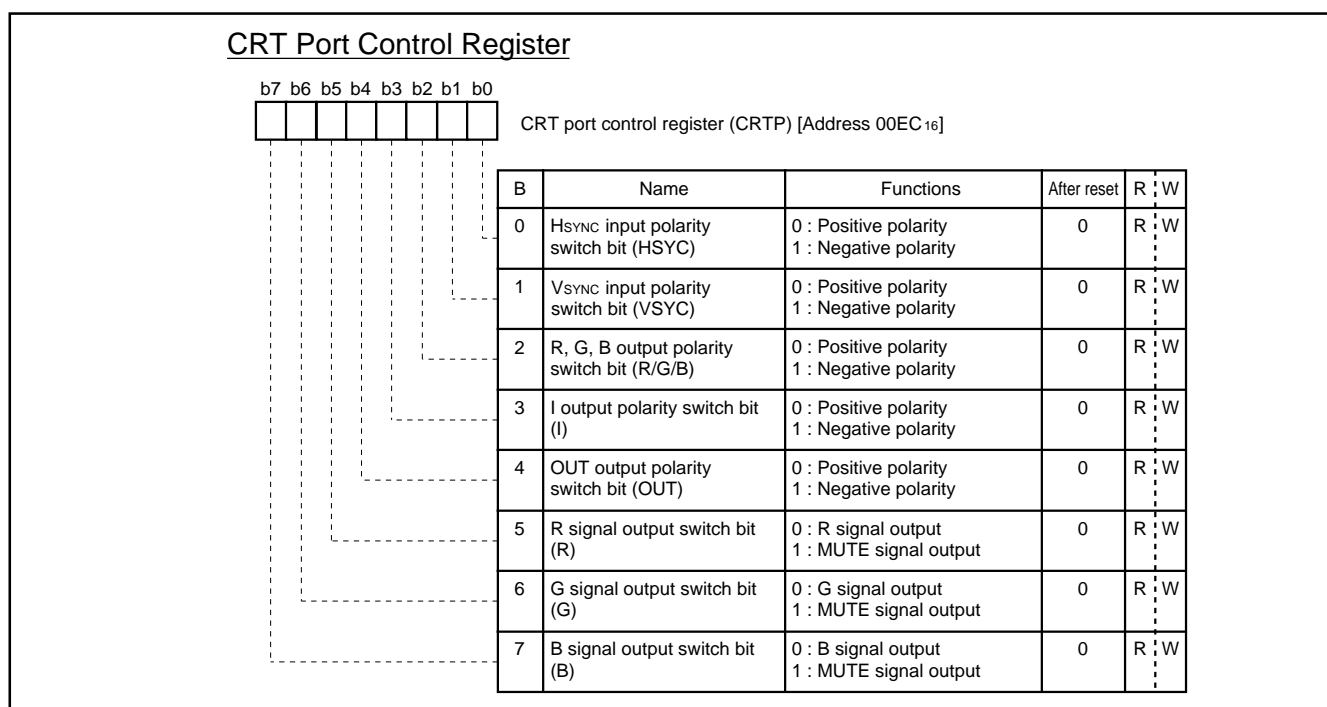 CRT Port Control Register
b7 b6 b5 b4 b3 b2 b1 b0
CRT port control register (CRTP) [Address 00EC16]
B Name Functions After reset R W
0 HSYNC input polarity switch bit (HSYC) 0 : Positive polarity 1 : Negative polarity 0 R W
1 VSYNC input polarity switch bit (VSYC) 0 : Positive polarity 1 : Negative polarity 0 R W
2 R, G, B output polarity switch bit (R/G/B) 0 : Positive polarity 1 : Negative polarity 0 R W
3 I output polarity switch bit (I) 0 : Positive polarity 1 : Negative polarity 0 R W
4 OUT output polarity switch bit (OUT) 0 : Positive polarity 1 : Negative polarity 0 R W
5 R signal output switch bit (R) 0 : R signal output 1 : MUTE signal output 0 R W
6 G signal output switch bit (G) 0 : G signal output 1 : MUTE signal output 0 R W
7 B signal output switch bit (B) 0 : B signal output 1 : MUTE signal output 0 R W